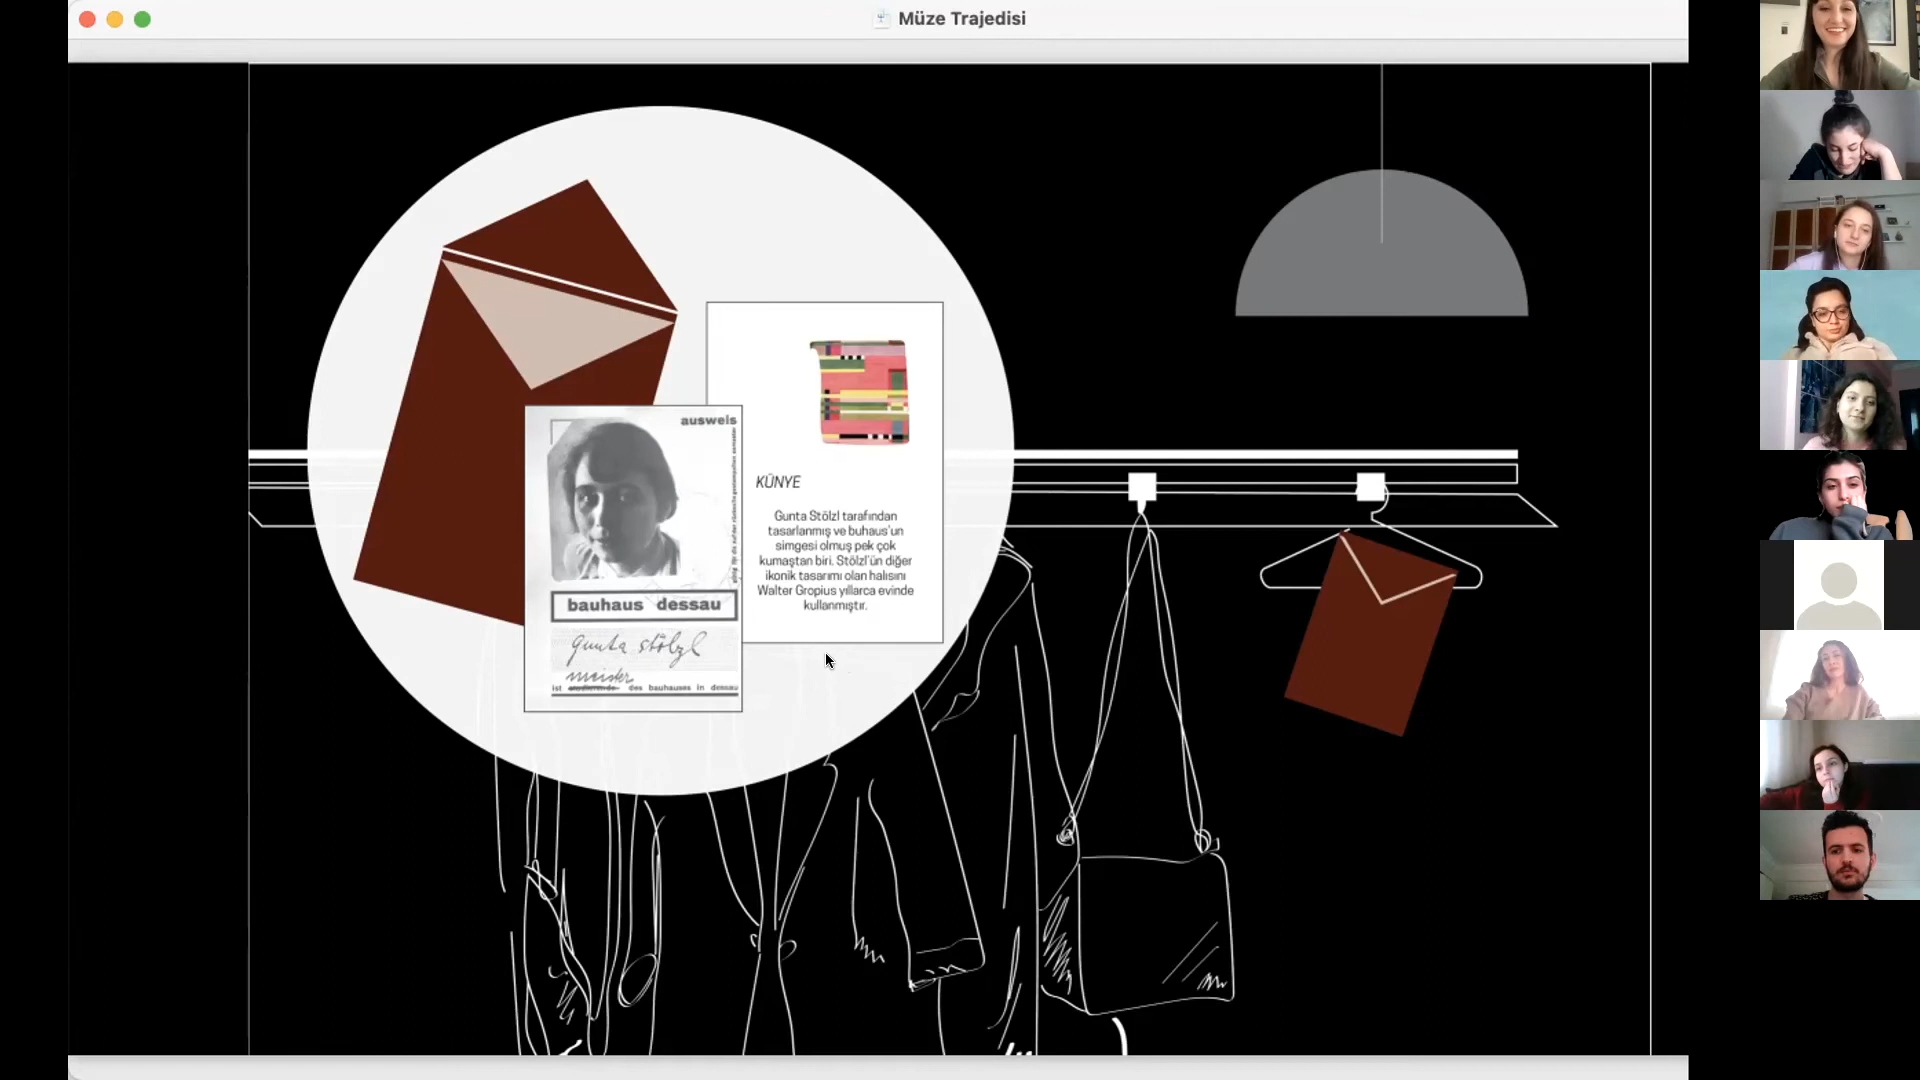 Müze Trajedisi
ausweis
bauhaus dessau
gunta stölzl
meister
ist studierende des bauhauses in dessau
KÜNYE
Gunta Stölzl tarafından
tasarlanmış ve buhaus'un
simgesi olmuş pek çok
kumaştan biri. Stölzl'ün diğer
ikonik tasarımı olan halısını
Walter Gropius yıllarca evinde
kullanmıştır.